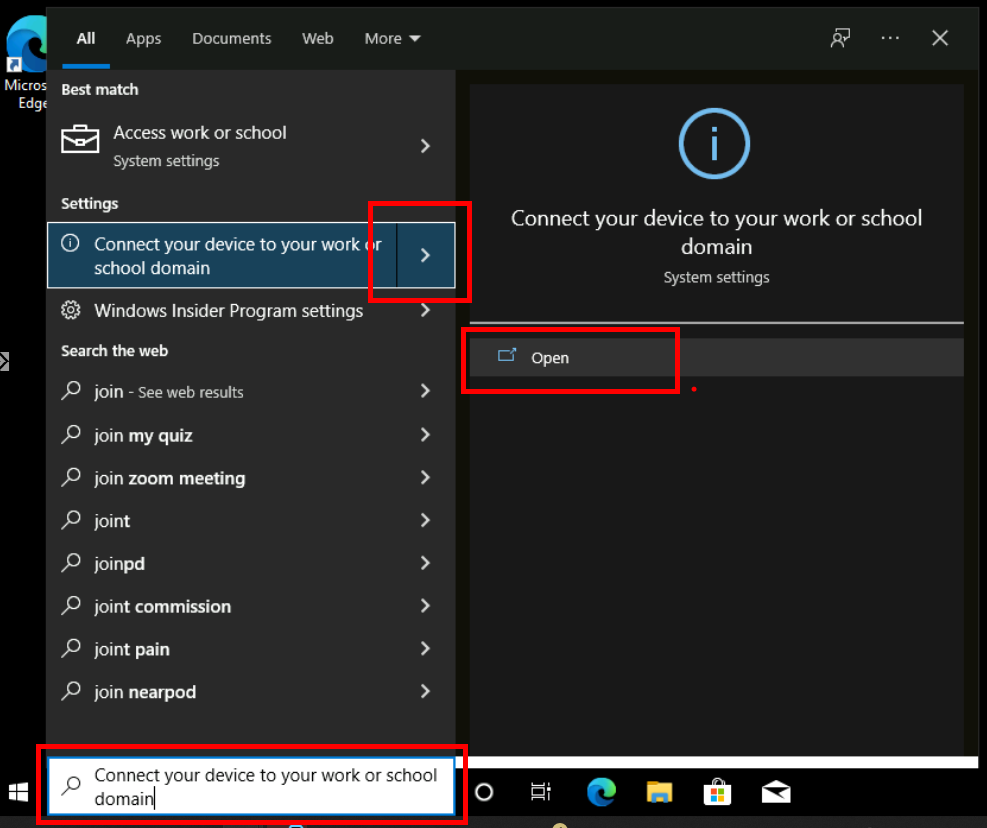 All Apps Documents Web More
Micros
Edge
Best match
Access work or school
System settings
Settings
Connect your device to your work or
school domain
Windows Insider Program settings
Search the web
join - See web results
join my quiz
join zoom meeting
joint
joinpd
joint commission
joint pain
join nearpod
Connect your device to your work or school
domain
System settings
Open
Connect your device to your work or school
domain